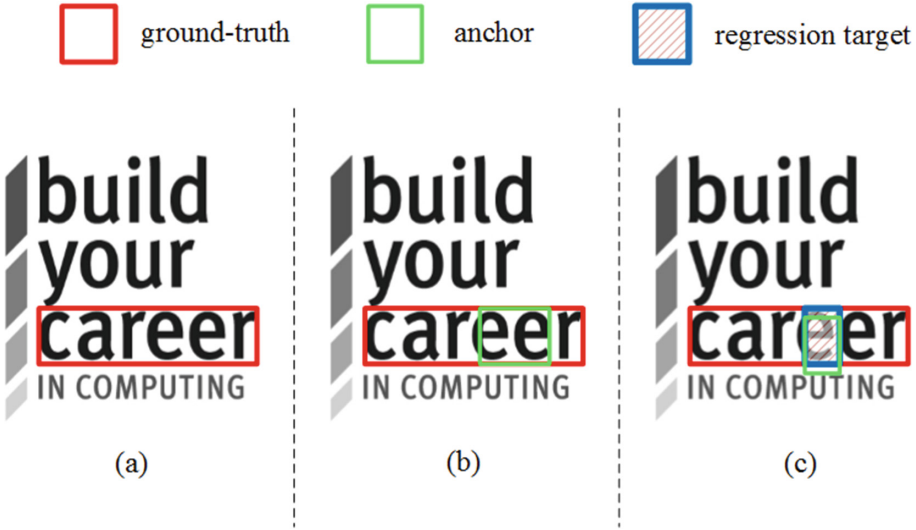 ground-truth
anchor
regression target
build
your
career
IN COMPUTING
(a)
build
your
career
IN COMPUTING
(b)
build
your
career
IN COMPUTING
(c)